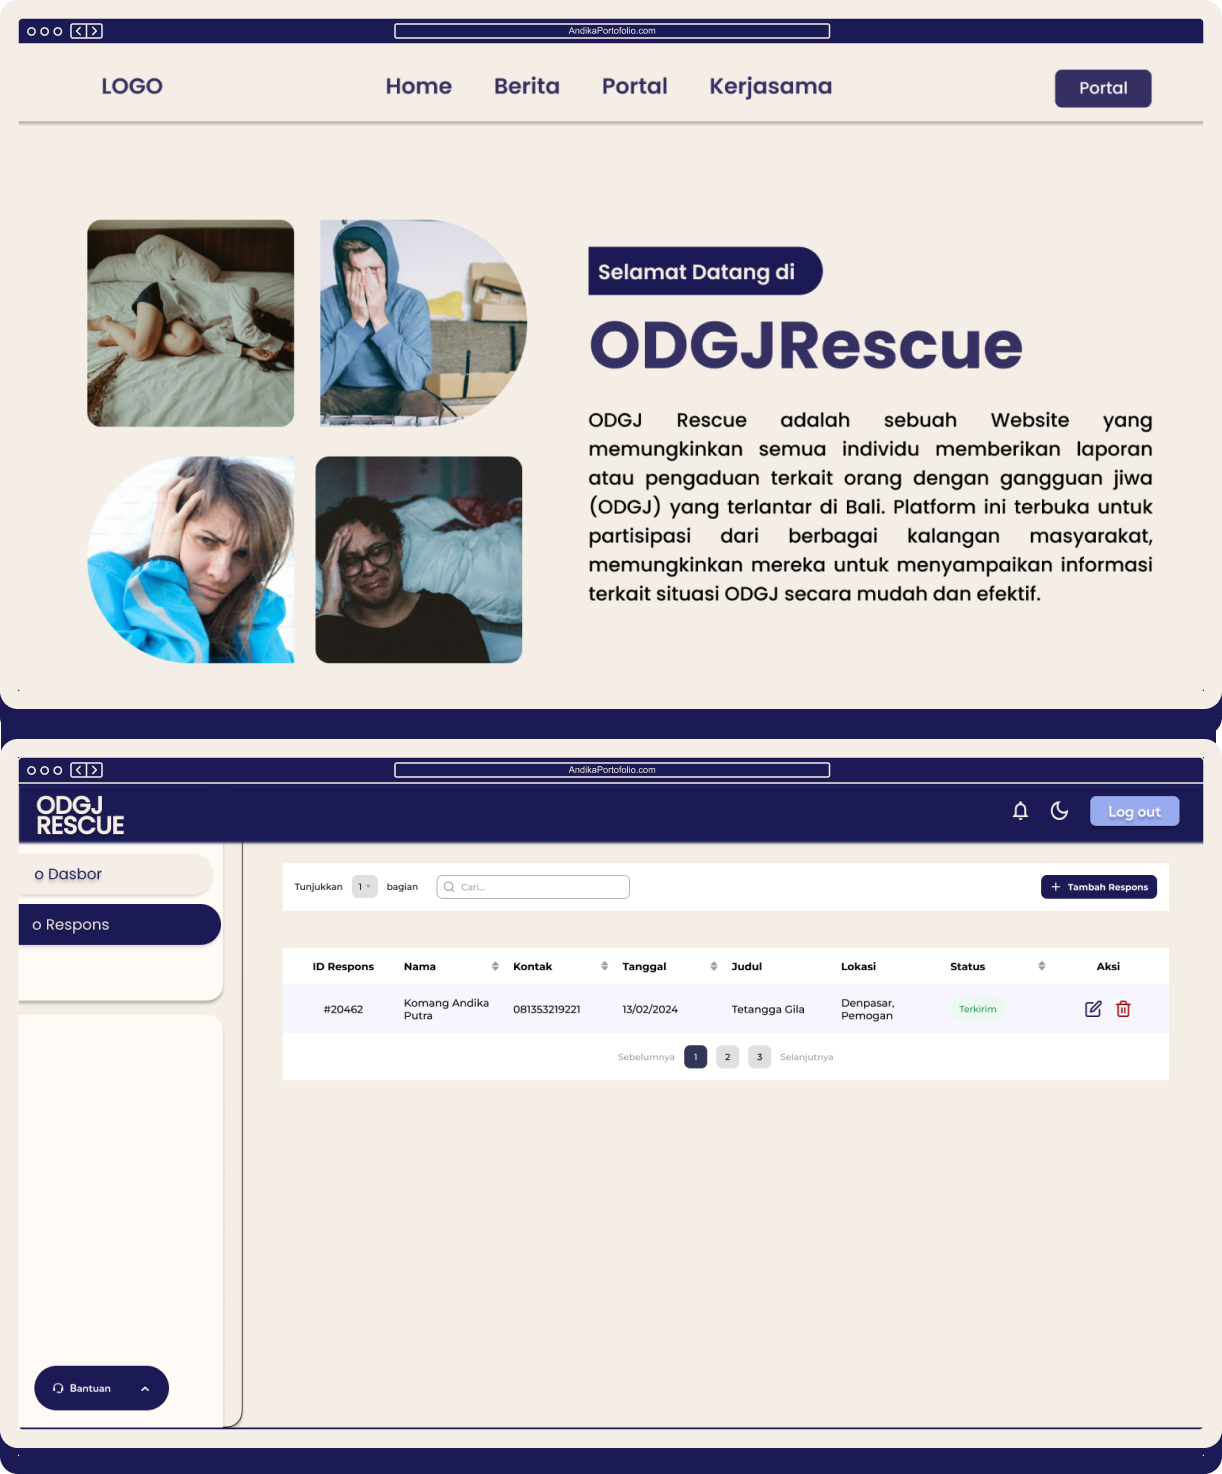 AndikaPortofolio.com
LOGO
Home
Berita
Portal
Kerjasama
Portal
Selamat Datang di
ODGJRescue
ODGJ Rescue adalah sebuah Website yang
memungkinkan semua individu memberikan laporan
atau pengaduan terkait orang dengan gangguan jiwa
(ODGJ) yang terlantar di Bali. Platform ini terbuka untuk
partisipasi dari berbagai kalangan masyarakat,
memungkinkan mereka untuk menyampaikan informasi
terkait situasi ODGJ secara mudah dan efektif.
AndikaPortofolio.com
ODGJ
RESCUE
Log out
o Dasbor
o Respons
Tunjukkan 1 bagian
Cari...
+ Tambah Respons
ID Respons Nama Kontak Tanggal Judul Lokasi Status Aksi
#20462
Komang Andika
Putra
081353219221
13/02/2024
Tetangga Gila
Denpasar,
Pemogan
Terkirim
Sebelumnya 1 2 3 Selanjutnya
Bantuan